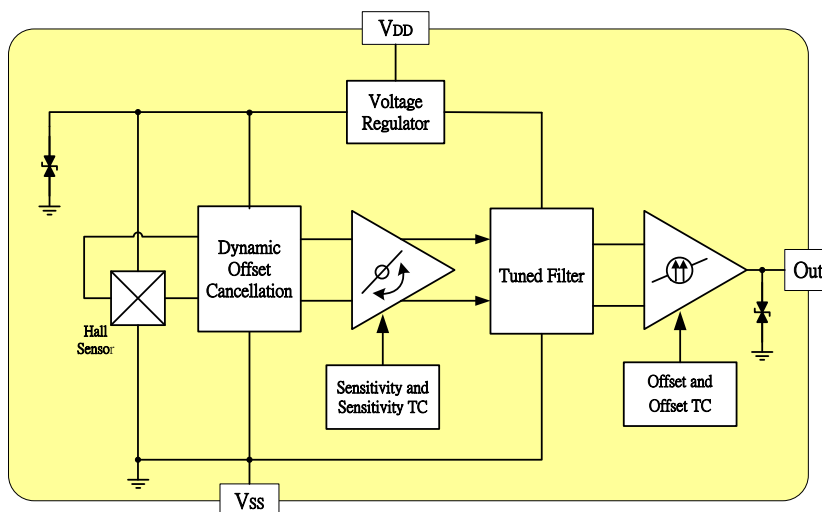 VDD
Voltage
Regulator
Dynamic
Offset
Cancellation
Tuned Filter
Out
Hall
Sensor
Sensitivity and
Sensitivity TC
Offset and
Offset TC
VSS